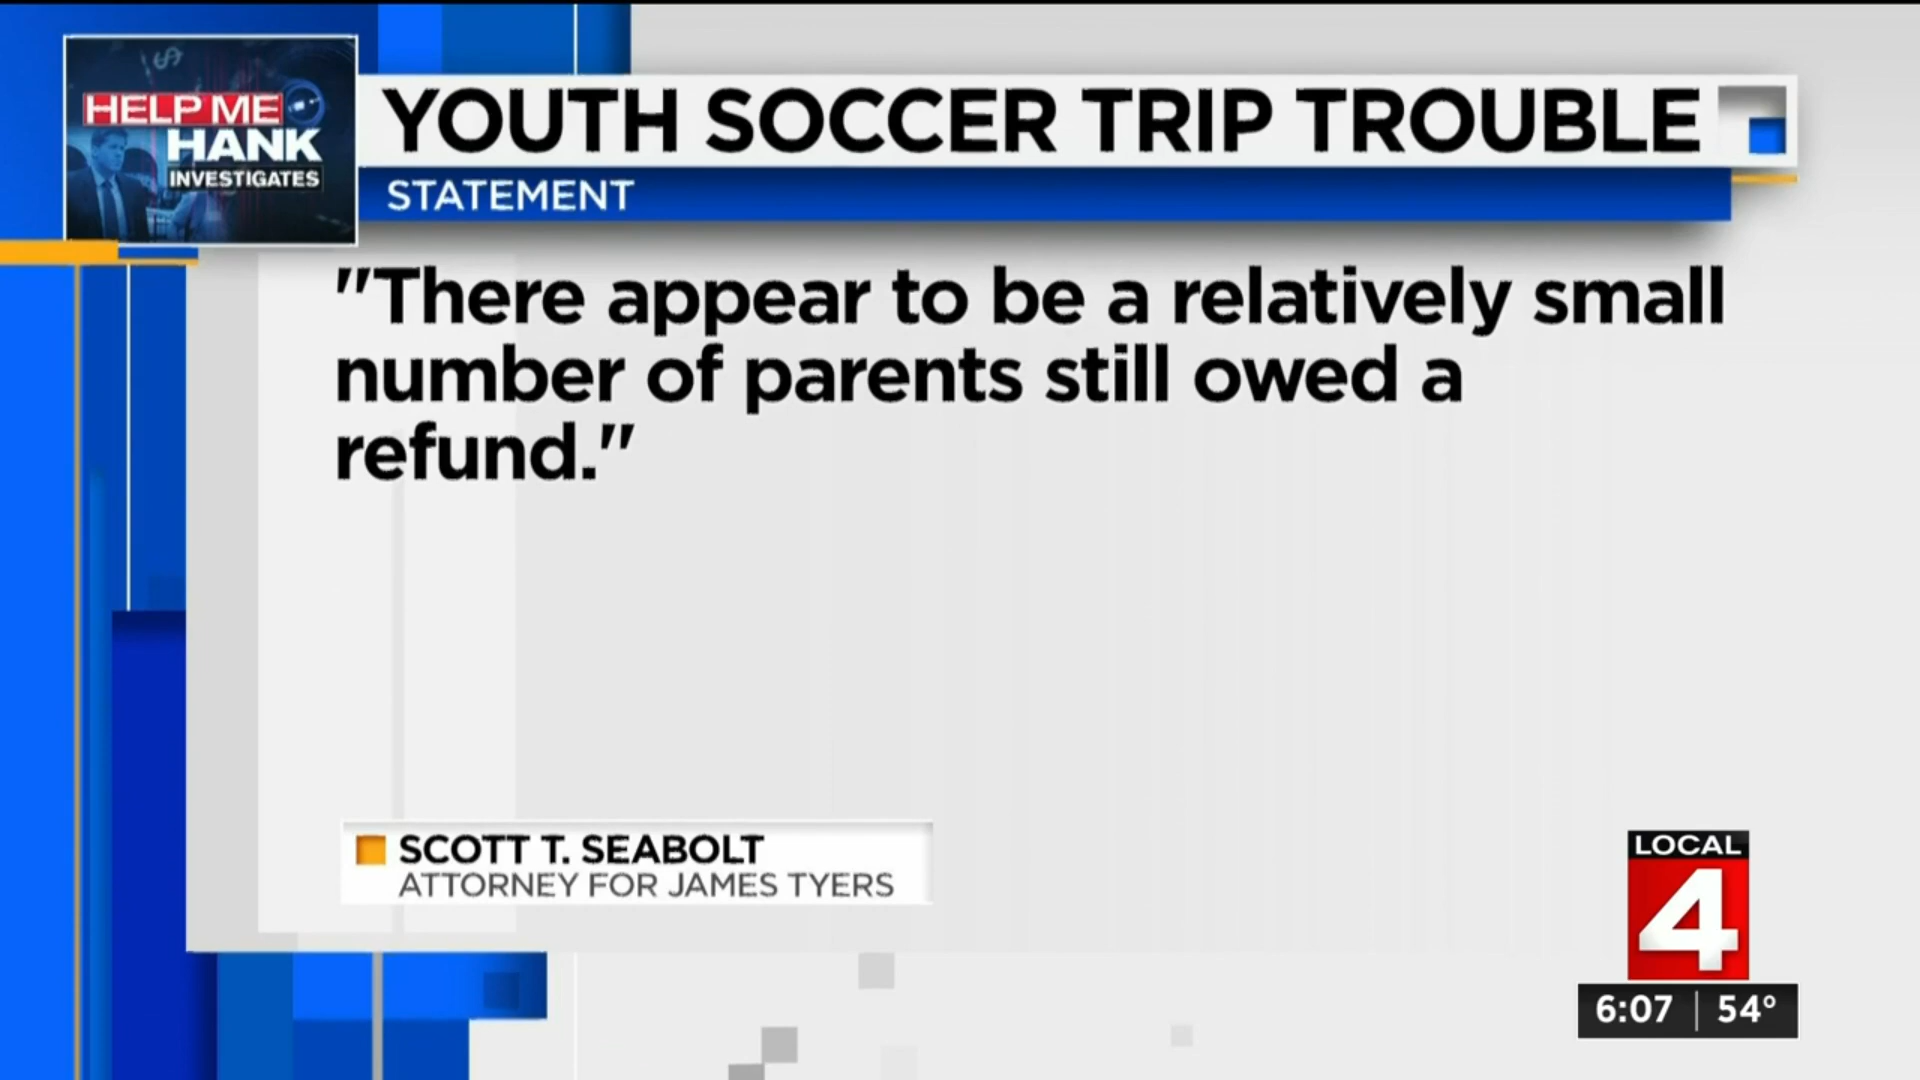 HELP ME
HANK
INVESTIGATES
YOUTH SOCCER TRIP TROUBLE
STATEMENT
"There appear to be a relatively small
number of parents still owed a
refund."
SCOTT T. SEABOLT
ATTORNEY FOR JAMES TYERS
LOCAL
4
6:07 | 54°